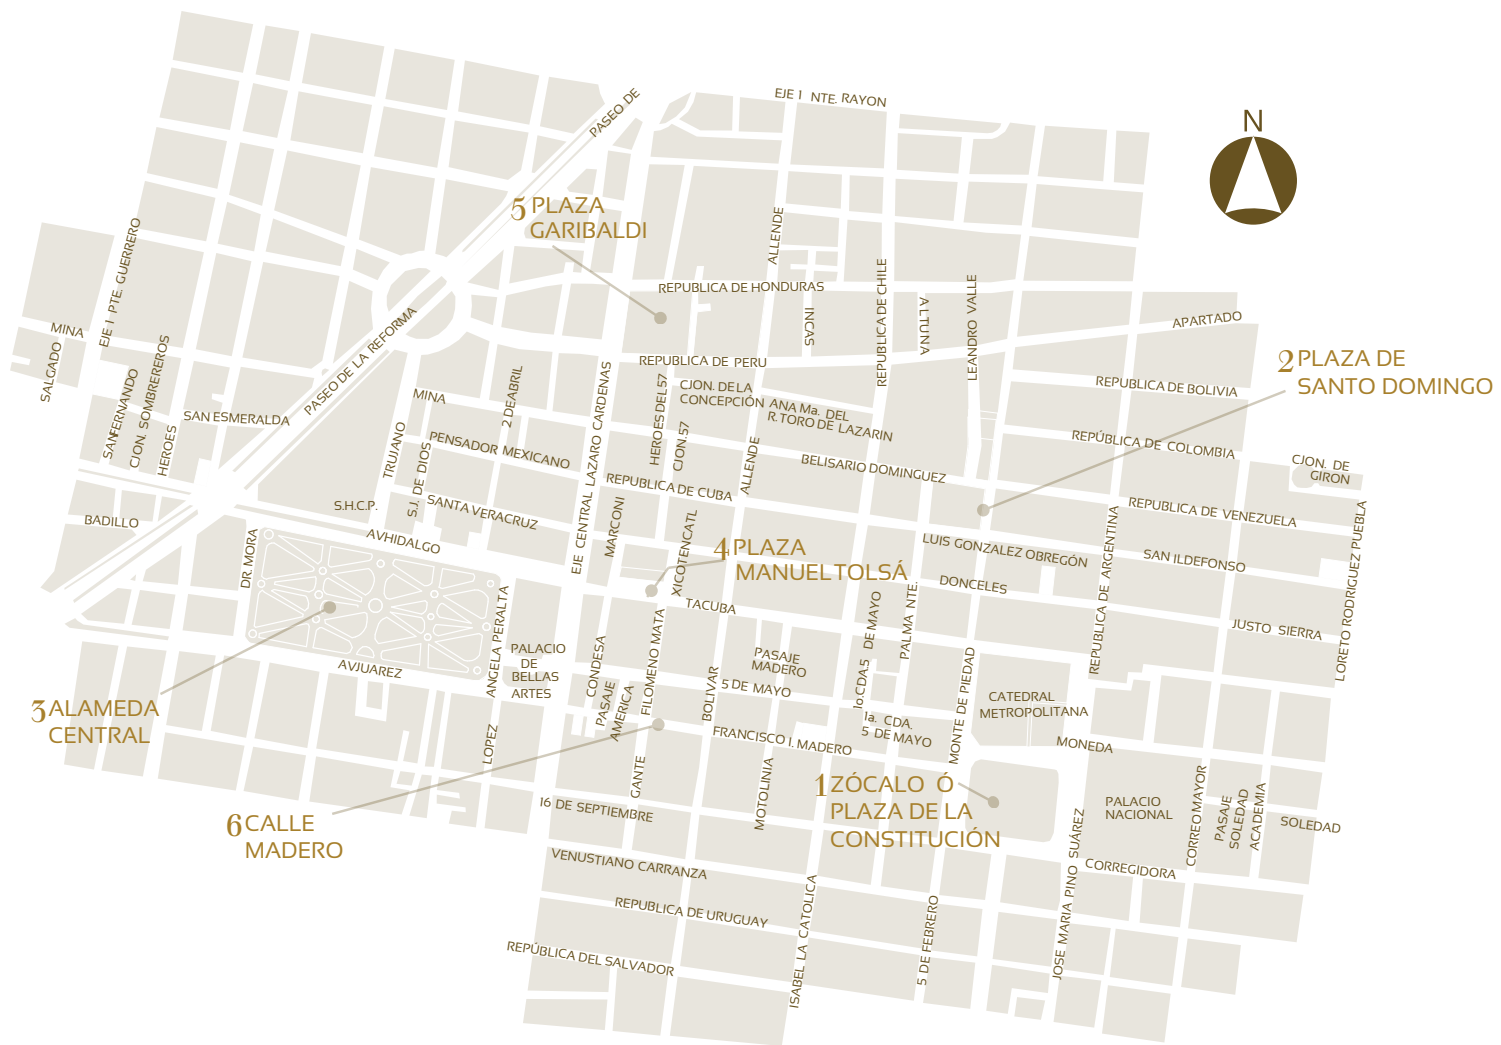 N
EJE 1 NTE. RAYON
PASEO DE
5 PLAZA
GARIBALDI
ALLENDE
EJE 1 PTE. GUERRERO
REPUBLICA DE HONDURAS
REPUBLICA DE CHILE
INCAS
ALTUNA
LEANDRO VALLE
APARTADO
MINA
SALGADO
SAN FERNANDO
CJON. SOMBREREROS
HEROES
SAN ESMERALDA
PASEO DE LA REFORMA
REPUBLICA DE PERU
2 PLAZA DE
SANTO DOMINGO
REPUBLICA DE BOLIVIA
MINA
2 DE ABRIL
EJE CENTRAL LAZARO CARDENAS
HEROES DEL 57
CJON. 57
CJON. DE LA
CONCEPCIÓN
ANA Ma. DEL
R. TORO DE LAZARIN
ALLENDE
REPÚBLICA DE COLOMBIA
PENSADOR MEXICANO
TRUJANO
S.J. DE DIOS
BELISARIO DOMINGUEZ
CJON. DE
GIRON
REPUBLICA DE CUBA
S.H.C.P.
SANTA VERACRUZ
BADILLO
AV HIDALGO
DR. MORA
MARCONI
XICOTENCATL
REPUBLICA DE VENEZUELA
REPUBLICA DE ARGENTINA
LORETO RODRIGUEZ PUEBLA
4 PLAZA
MANUEL TOLSÁ
LUIS GONZALEZ OBREGÓN
SAN ILDEFONSO
DONCELES
TACUBA
JUSTO SIERRA
ANGELA PERALTA
PALACIO
DE
BELLAS
ARTES
CONDESA
FILOMENO MATA
PASAJE
AMERICA
PASAJE
MADERO
1o. CDA. 5 DE MAYO
PALMA NTE.
AV JUAREZ
BOLIVAR
5 DE MAYO
1a. CDA.
5 DE MAYO
MONTE DE PIEDAD
CATEDRAL
METROPOLITANA
3 ALAMEDA
CENTRAL
LOPEZ
FRANCISCO I. MADERO
MONEDA
GANTE
MOTOLINIA
1 ZÓCALO Ó
PLAZA DE LA
CONSTITUCIÓN
PALACIO
NACIONAL
CORREO MAYOR
PASAJE
SOLEDAD
ACADEMIA
SOLEDAD
6 CALLE
MADERO
16 DE SEPTIEMBRE
VENUSTIANO CARRANZA
CORREGIDORA
JOSE MARIA PINO SUÁREZ
REPUBLICA DE URUGUAY
ISABEL LA CATOLICA
5 DE FEBRERO
REPÚBLICA DEL SALVADOR